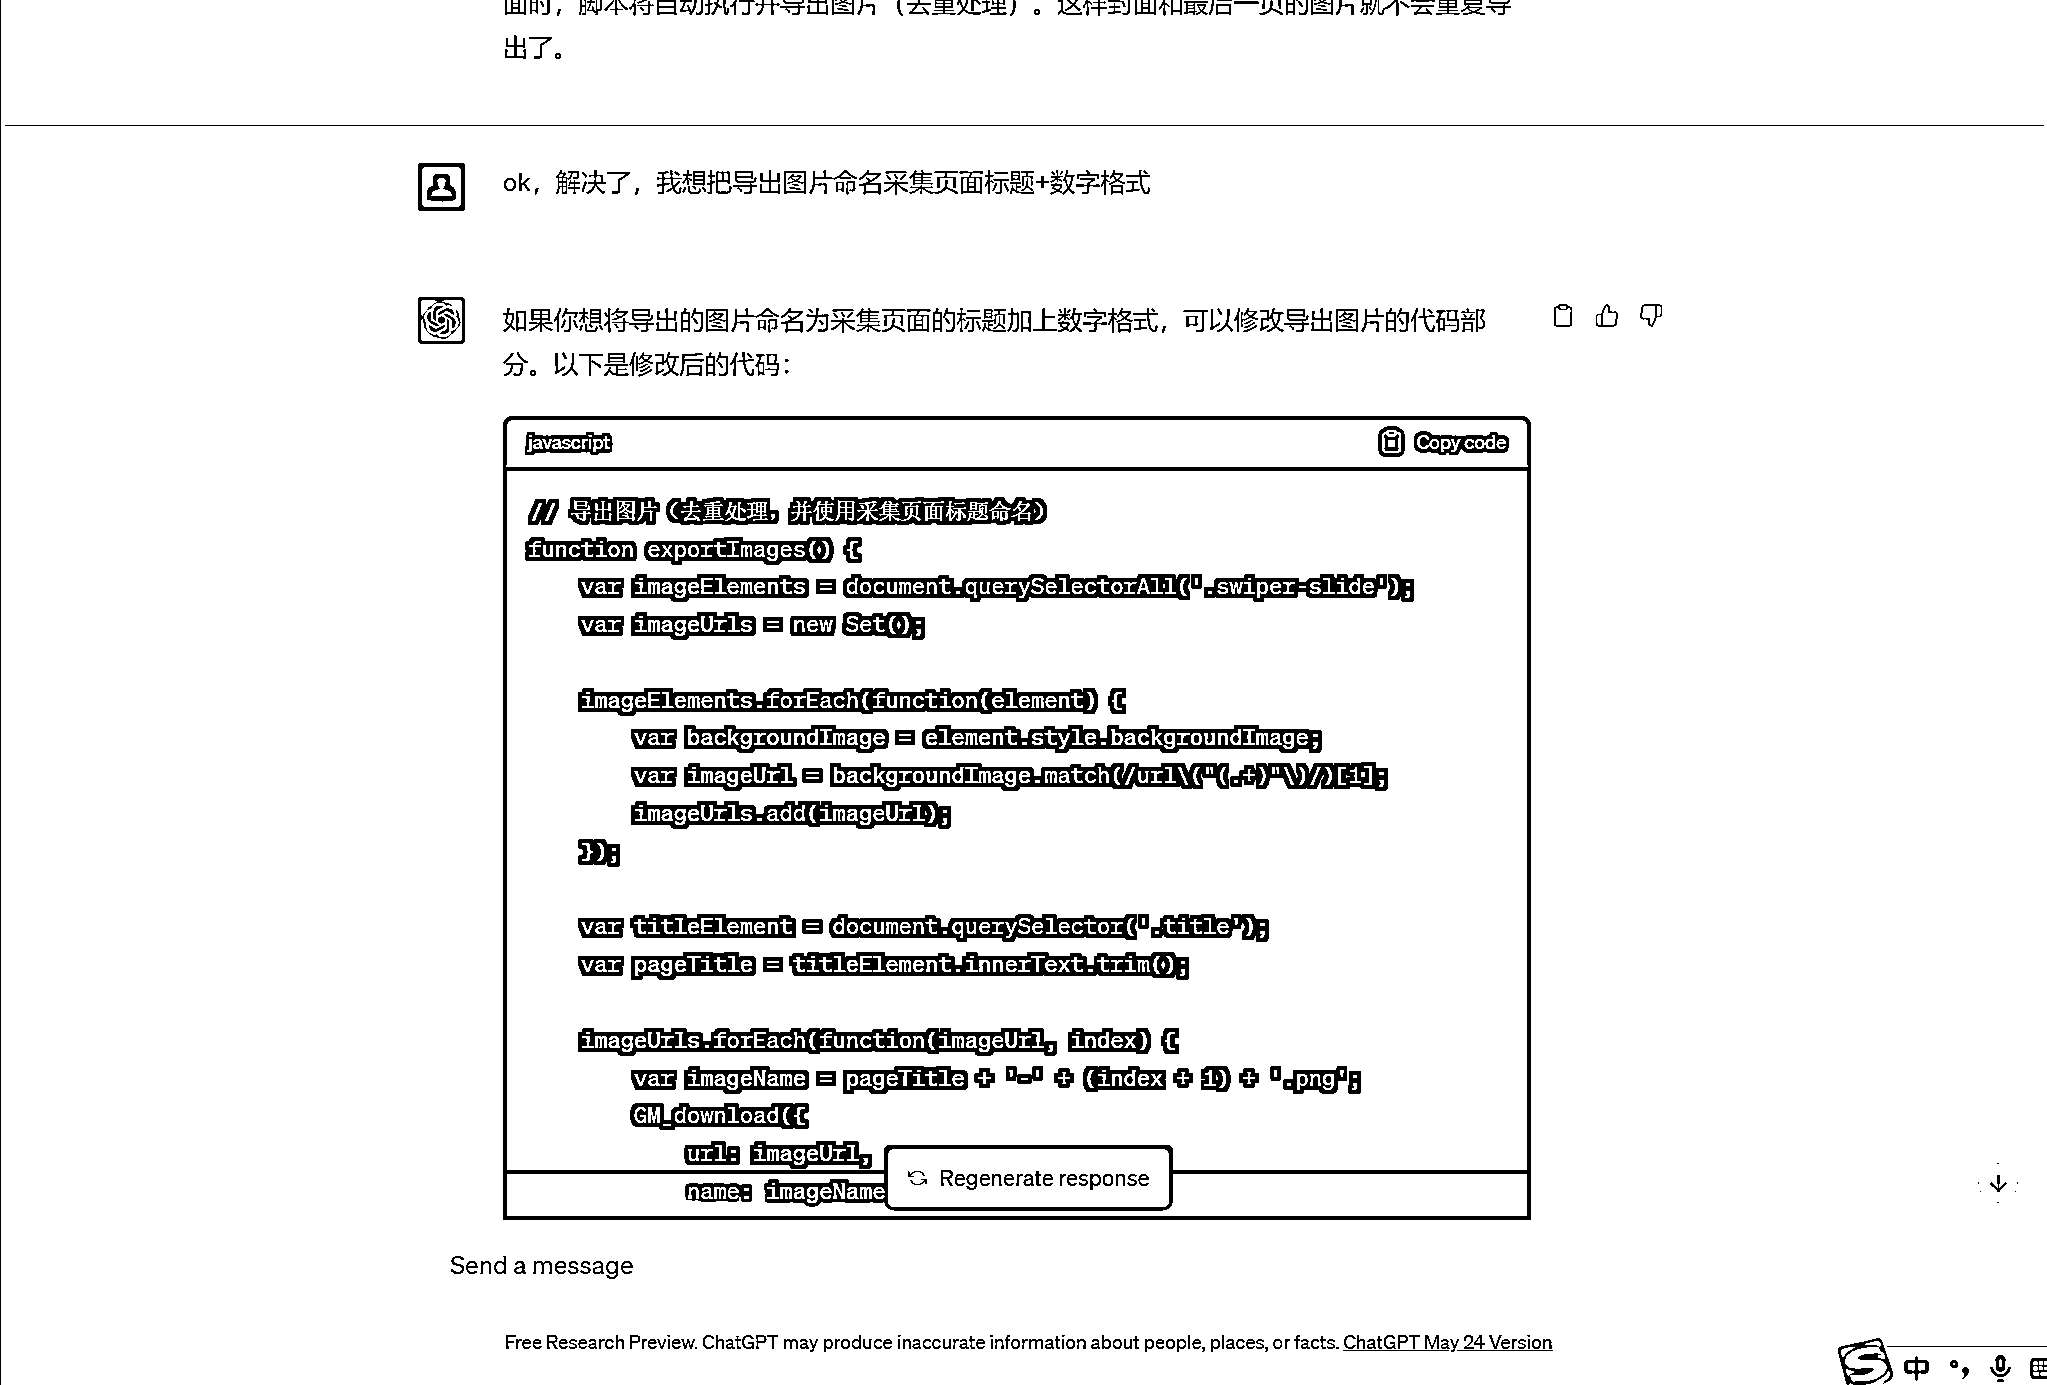 面时，脚本将自动执行并导出图片（去重处理）。这样封面和最后一页的图片就不会重复导
出了。
ok，解决了，我想把导出图片命名采集页面标题+数字格式
如果你想将导出的图片命名为采集页面的标题加上数字格式，可以修改导出图片的代码部
分。以下是修改后的代码：
javascript
Copy code
// 导出图片（去重处理，并使用采集页面标题命名）
function exportImages() {
var imageElements = document.querySelectorAll('.swiper-slide');
var imageUrls = new Set();
imageElements.forEach(function(element) {
var backgroundImage = element.style.backgroundImage;
var imageUrl = backgroundImage.match(/url\("(.+)"\)/)[1];
imageUrls.add(imageUrl);
});
var titleElement = document.querySelector('.title');
var pageTitle = titleElement.innerText.trim();
imageUrls.forEach(function(imageUrl, index) {
var imageName = pageTitle + '-' + (index + 1) + '.png';
GM_download({
url: imageUrl,
name: imageName
Regenerate response
Send a message
Free Research Preview. ChatGPT may produce inaccurate information about people, places, or facts. ChatGPT May 24 Version
S 中 °,